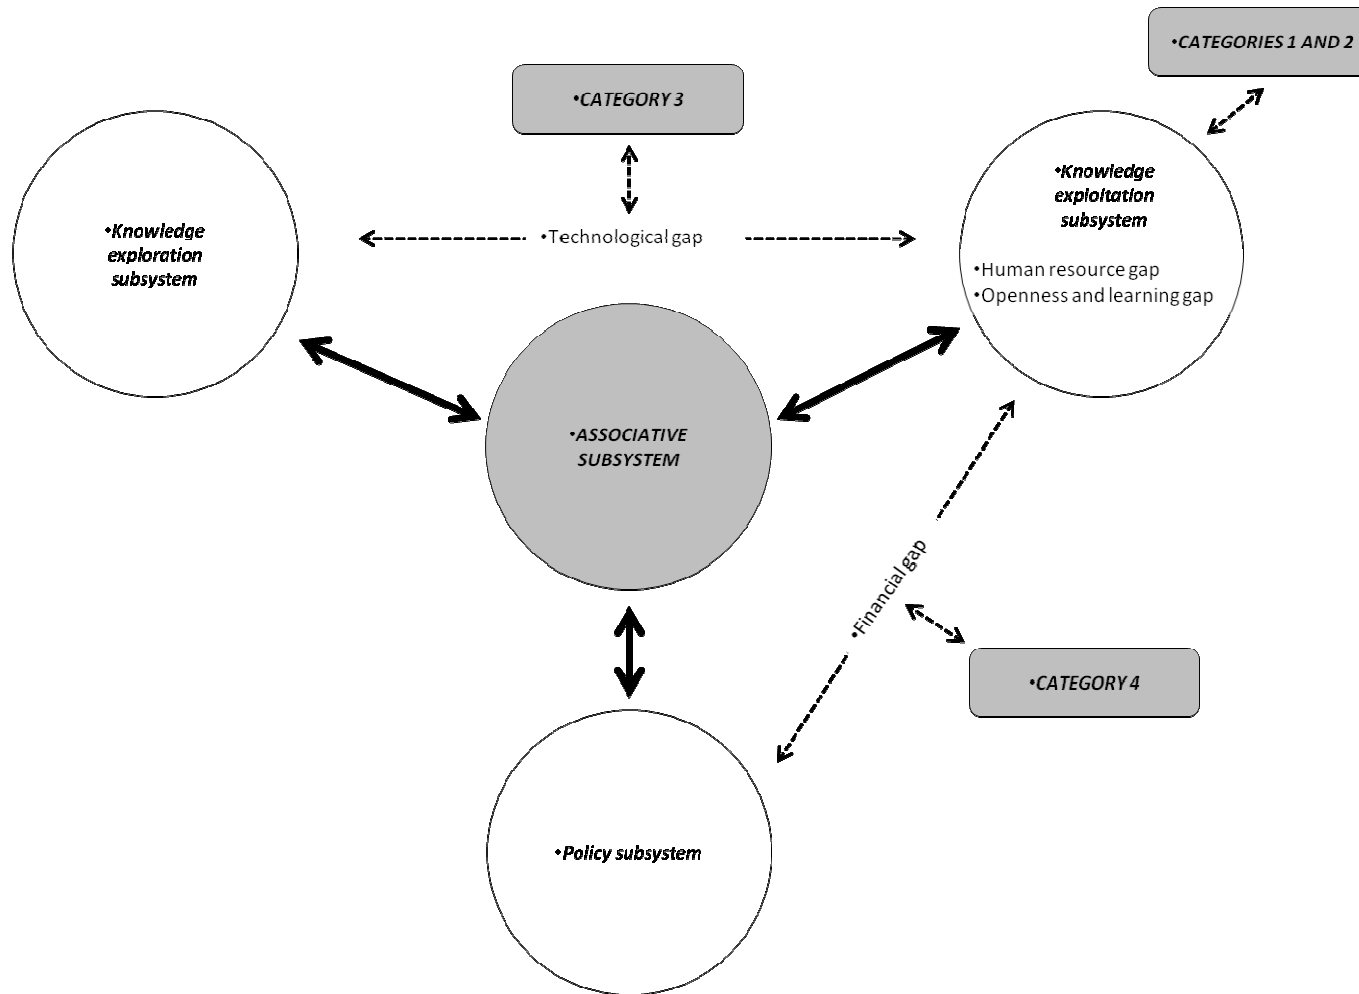 •CATEGORIES 1 AND 2
•CATEGORY 3
•Knowledge
exploration
subsystem
•Technological gap
•Knowledge
exploitation
subsystem
•Human resource gap
•Openness and learning gap
•ASSOCIATIVE
SUBSYSTEM
•Financial gap
•CATEGORY 4
•Policy subsystem